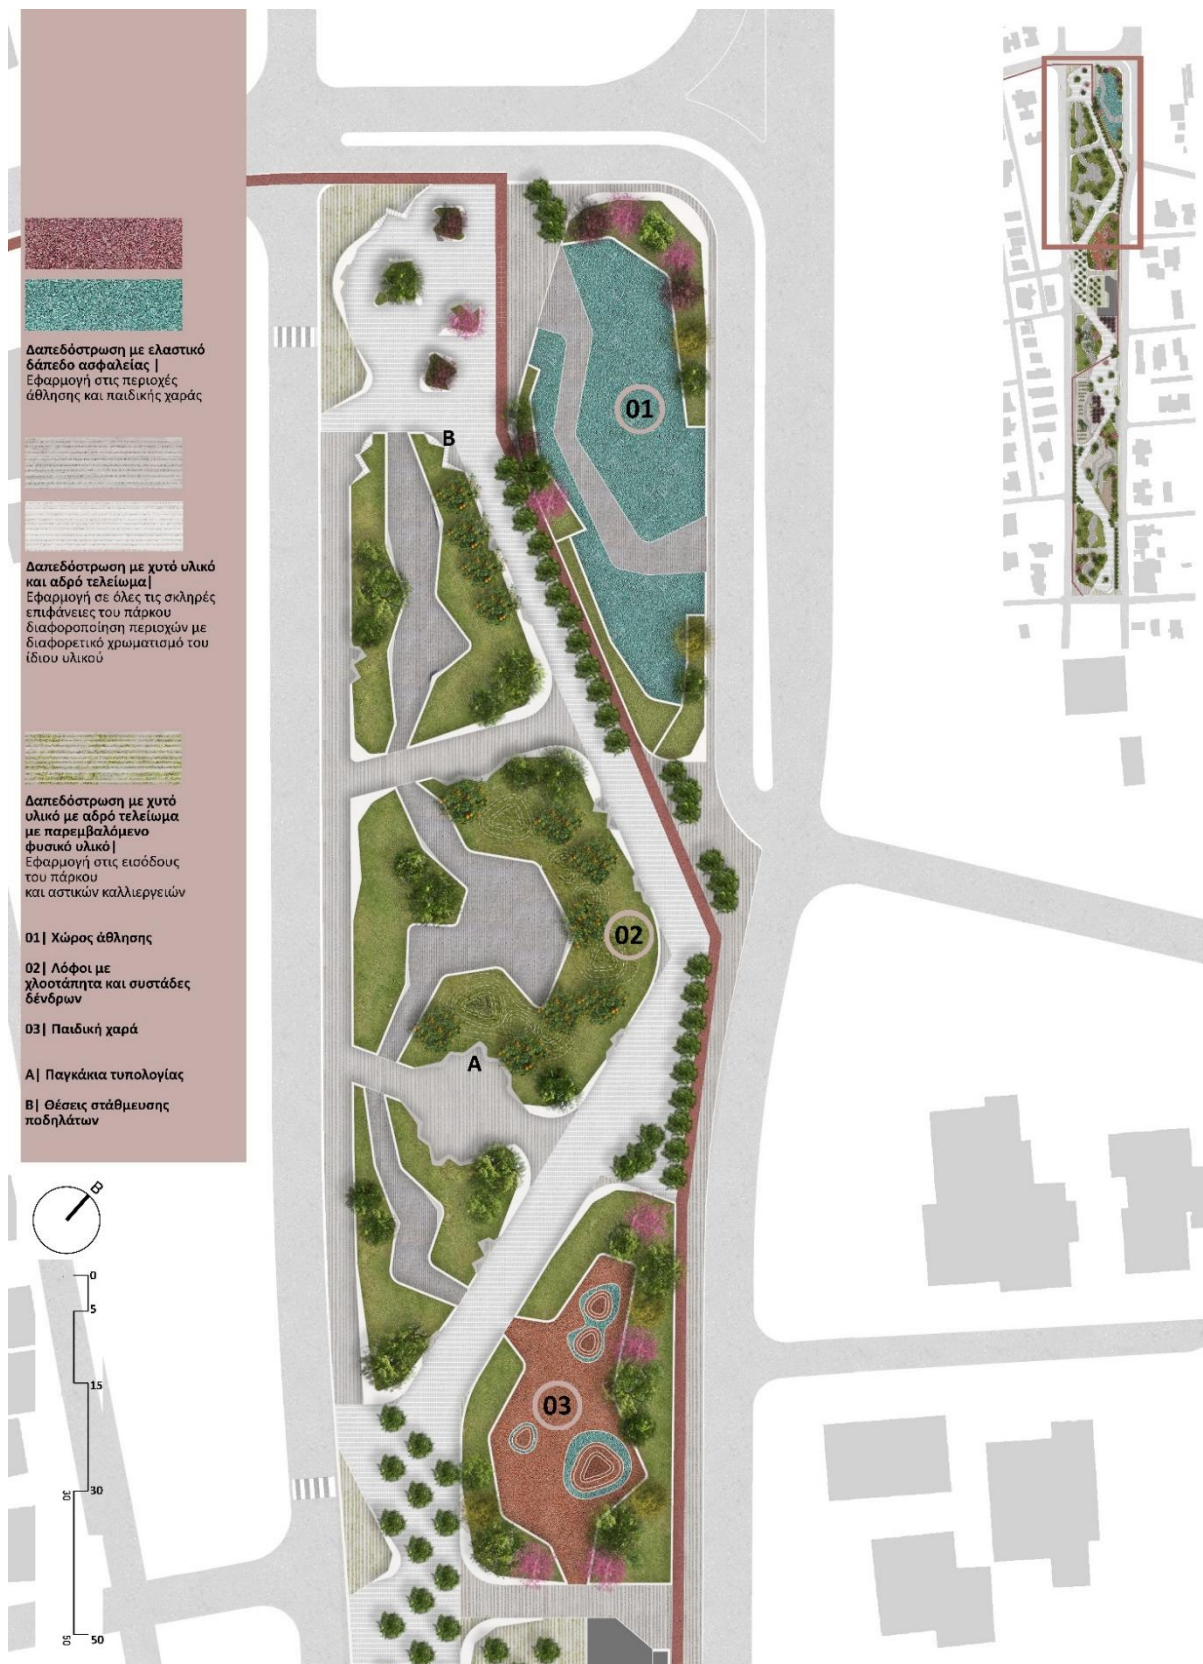 Δαπεδόστρωση με ελαστικό
δάπεδο ασφαλείας |
Εφαρμογή στις περιοχές
άθλησης και παιδικής χαράς
Δαπεδόστρωση με χυτό υλικό
και αδρό τελείωμα|
Εφαρμογή σε όλες τις σκληρές
επιφάνειες του πάρκου
διαφοροποίηση περιοχών με
διαφορετικό χρωματισμό του
ίδιου υλικού
Δαπεδόστρωση με χυτό
υλικό με αδρό τελείωμα
με παρεμβαλόμενο
φυσικό υλικό|
Εφαρμογή στις εισόδους
του πάρκου
και αστικών καλλιεργειών
01| Χώρος άθλησης
02| Λόφοι με
χλοοτάπητα και συστάδες
δένδρων
03| Παιδική χαρά
Α| Παγκάκια τυπολογίας
Β| Θέσεις στάθμευσης
ποδηλάτων
Β
0
5
15
30
30
50
50
01
Β
02
Α
03